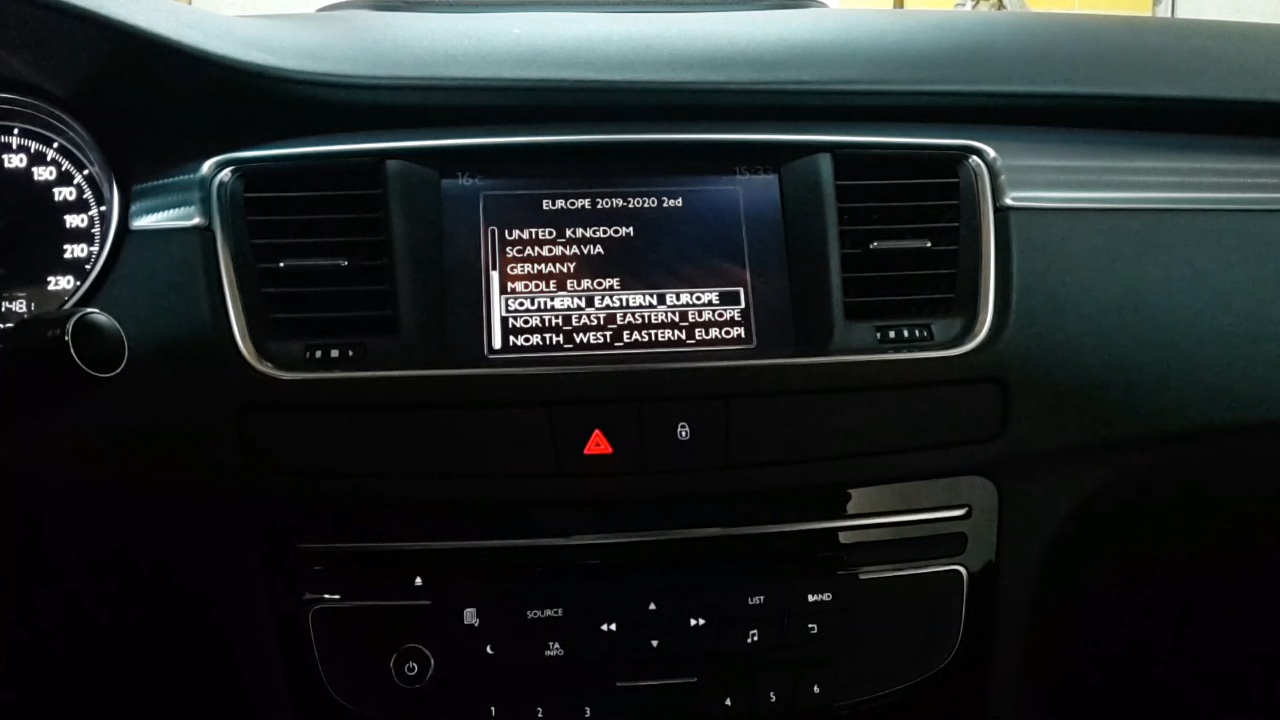 130
150
170
190
210
230
148
16
15:33
EUROPE 2019-2020 2ed
UNITED_KINGDOM
SCANDINAVIA
GERMANY
MIDDLE_EUROPE
SOUTHERN_EASTERN_EUROPE
NORTH_EAST_EASTERN_EUROPE
NORTH_WEST_EASTERN_EUROPE
SOURCE
LIST
BAND
TA
INFO
1 2 3 4 5 6